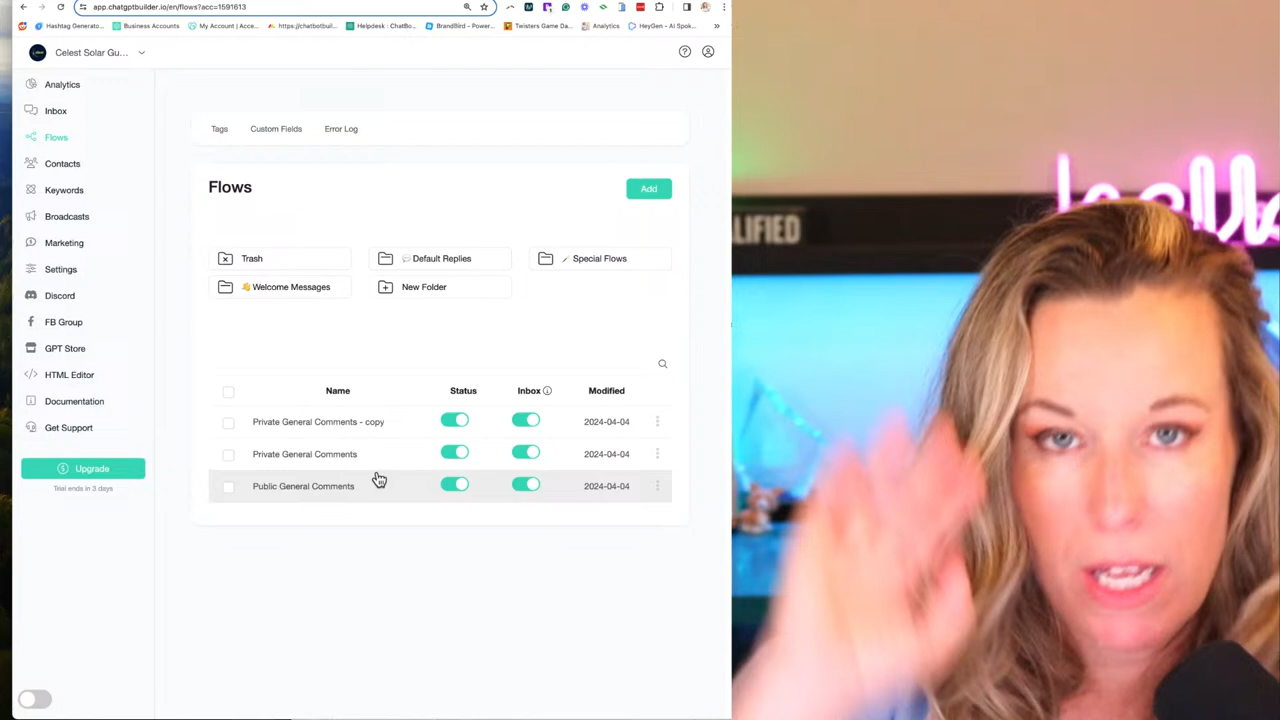 app.chatgptbuilder.io/en/flows?acc=1591613
Hashtag Generato... Business Accounts My Account | Acce... https://chatbotbuil... Helpdesk : ChatBo... BrandBird - Power... Twisters Game Da... Analytics HeyGen - AI Spok...
Celest Solar Gu...
Analytics
Inbox
Flows
Contacts
Keywords
Broadcasts
Marketing
Settings
Discord
FB Group
GPT Store
HTML Editor
Documentation
Get Support
Upgrade
Trial ends in 3 days
Tags Custom Fields Error Log
Flows Add
Trash Default Replies Special Flows
Welcome Messages New Folder
Name Status Inbox Modified
Private General Comments - copy 2024-04-04
Private General Comments 2024-04-04
Public General Comments 2024-04-04
LIFIED